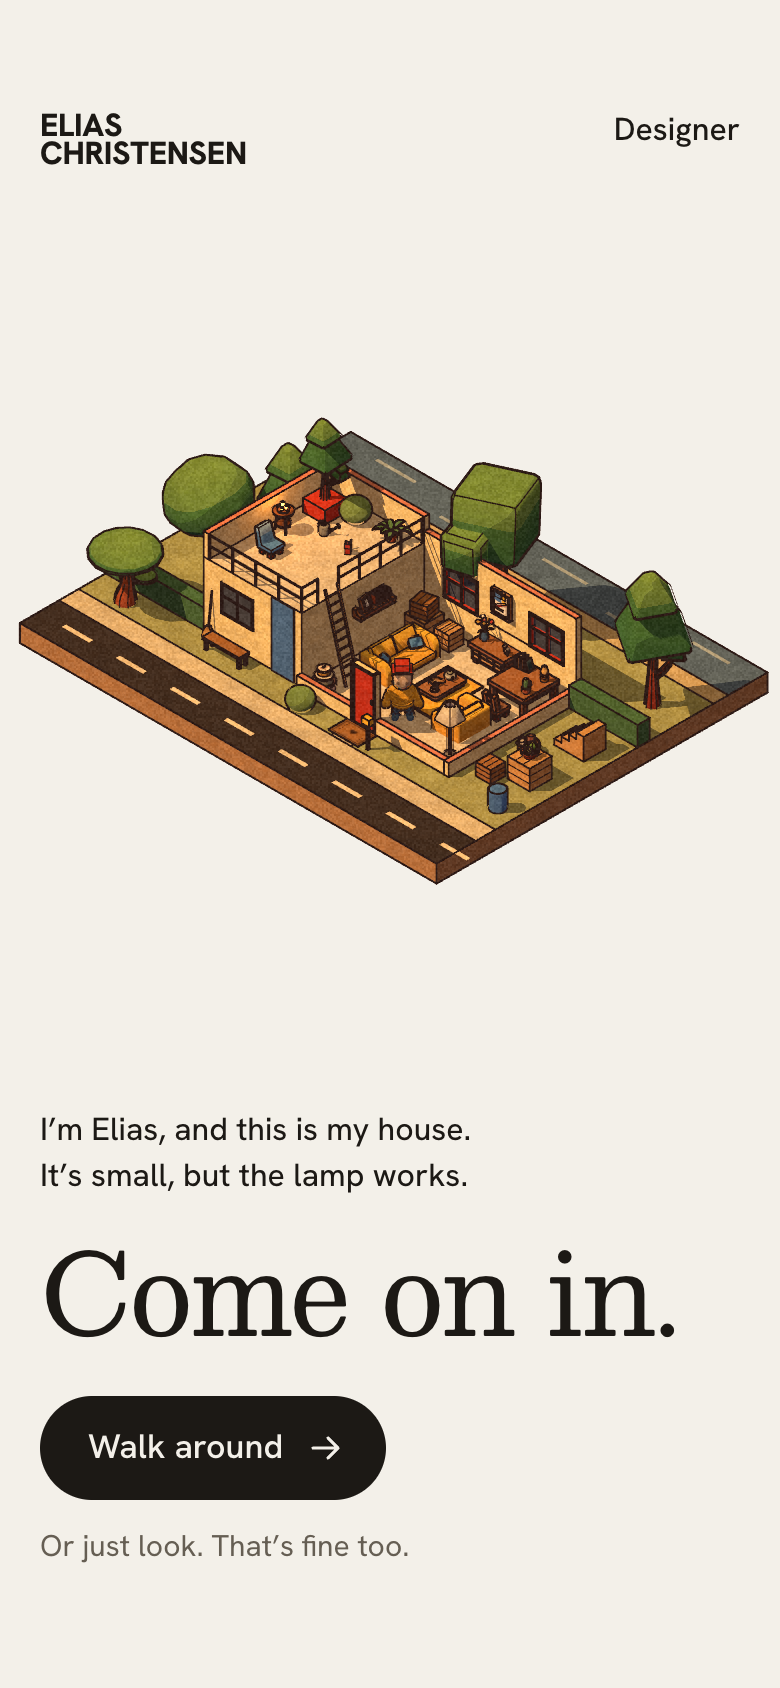 ELIAS
CHRISTENSEN
Designer
I’m Elias, and this is my house.
It’s small, but the lamp works.
Come on in.
Walk around →
Or just look. That’s fine too.